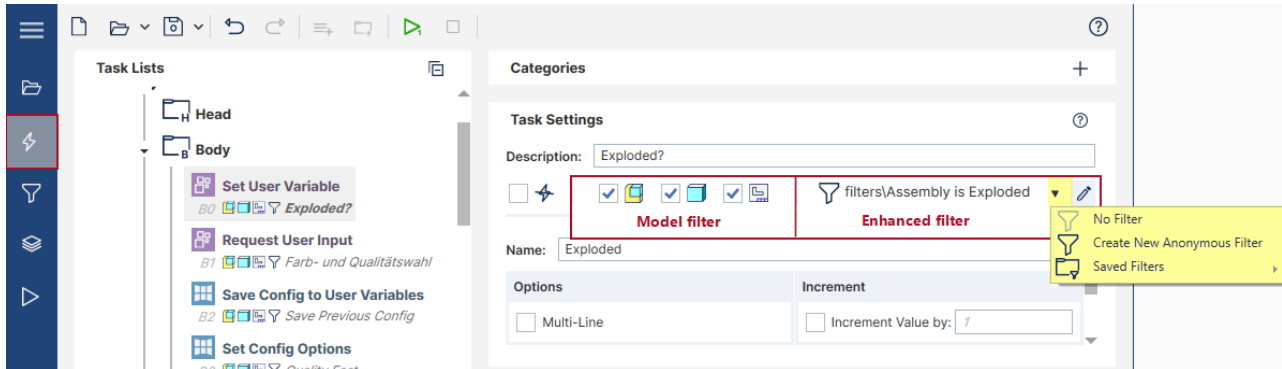 Task Lists
Head
H
Body
B
Set User Variable
B0 Exploded?
Request User Input
B1 Farb- und Qualitätswahl
Save Config to User Variables
B2 Save Previous Config
Set Config Options
Categories
Task Settings
Description: Exploded?
filters\Assembly is Exploded
Model filter
Enhanced filter
No Filter
Create New Anonymous Filter
Saved Filters
Name: Exploded
Options
Increment
Multi-Line
Increment Value by: 1